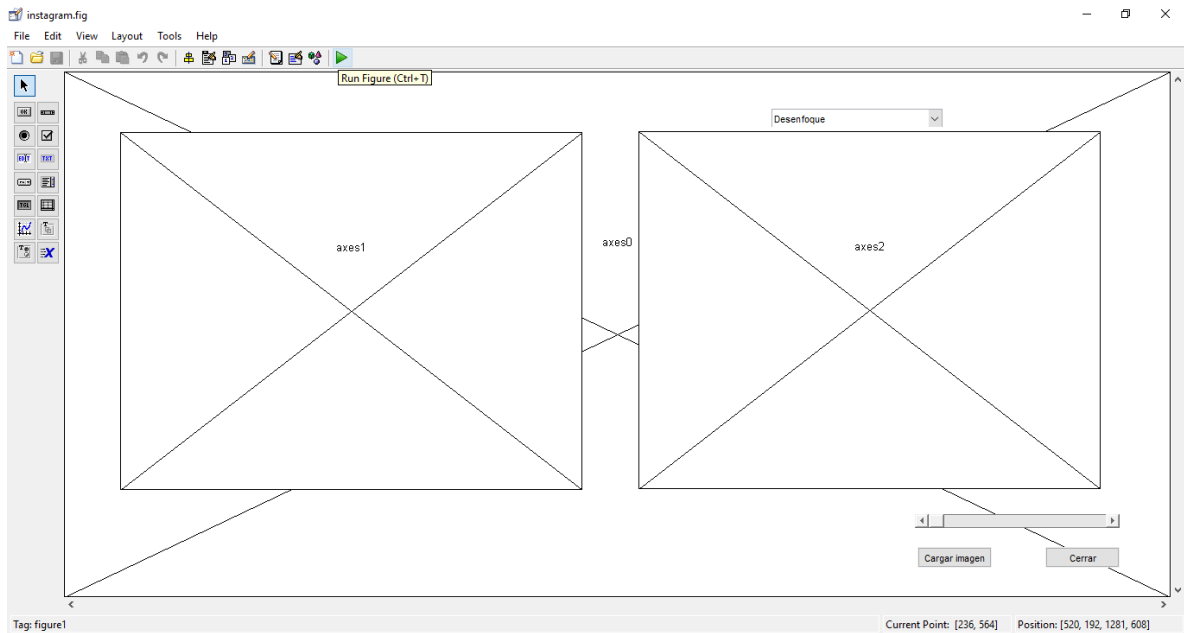 instagram.fig
File Edit View Layout Tools Help
Run Figure (Ctrl+T)
Desenfoque
axes1
axes0
axes2
Cargar imagen
Cerrar
Tag: figure1
Current Point: [236, 564]
Position: [520, 192, 1281, 608]